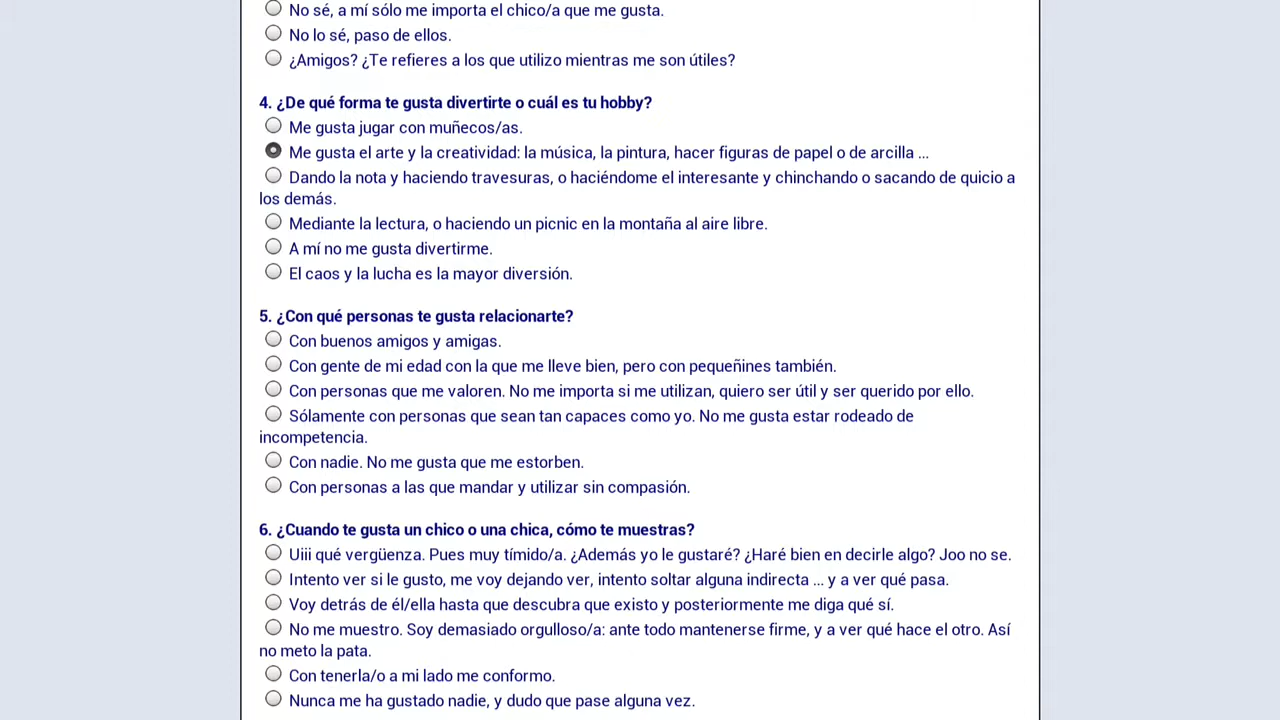 No sé, a mí sólo me importa el chico/a que me gusta.
No lo sé, paso de ellos.
¿Amigos? ¿Te refieres a los que utilizo mientras me son útiles?
4. ¿De qué forma te gusta divertirte o cuál es tu hobby?
Me gusta jugar con muñecos/as.
Me gusta el arte y la creatividad: la música, la pintura, hacer figuras de papel o de arcilla ...
Dando la nota y haciendo travesuras, o haciéndome el interesante y chinchando o sacando de quicio a
los demás.
Mediante la lectura, o haciendo un picnic en la montaña al aire libre.
A mí no me gusta divertirme.
El caos y la lucha es la mayor diversión.
5. ¿Con qué personas te gusta relacionarte?
Con buenos amigos y amigas.
Con gente de mi edad con la que me lleve bien, pero con pequeñines también.
Con personas que me valoren. No me importa si me utilizan, quiero ser útil y ser querido por ello.
Sólamente con personas que sean tan capaces como yo. No me gusta estar rodeado de
incompetencia.
Con nadie. No me gusta que me estorben.
Con personas a las que mandar y utilizar sin compasión.
6. ¿Cuando te gusta un chico o una chica, cómo te muestras?
Uiii qué vergüenza. Pues muy tímido/a. ¿Además yo le gustaré? ¿Haré bien en decirle algo? Joo no se.
Intento ver si le gusto, me voy dejando ver, intento soltar alguna indirecta ... y a ver qué pasa.
Voy detrás de él/ella hasta que descubra que existo y posteriormente me diga qué sí.
No me muestro. Soy demasiado orgulloso/a: ante todo mantenerse firme, y a ver qué hace el otro. Así
no meto la pata.
Con tenerla/o a mi lado me conformo.
Nunca me ha gustado nadie, y dudo que pase alguna vez.